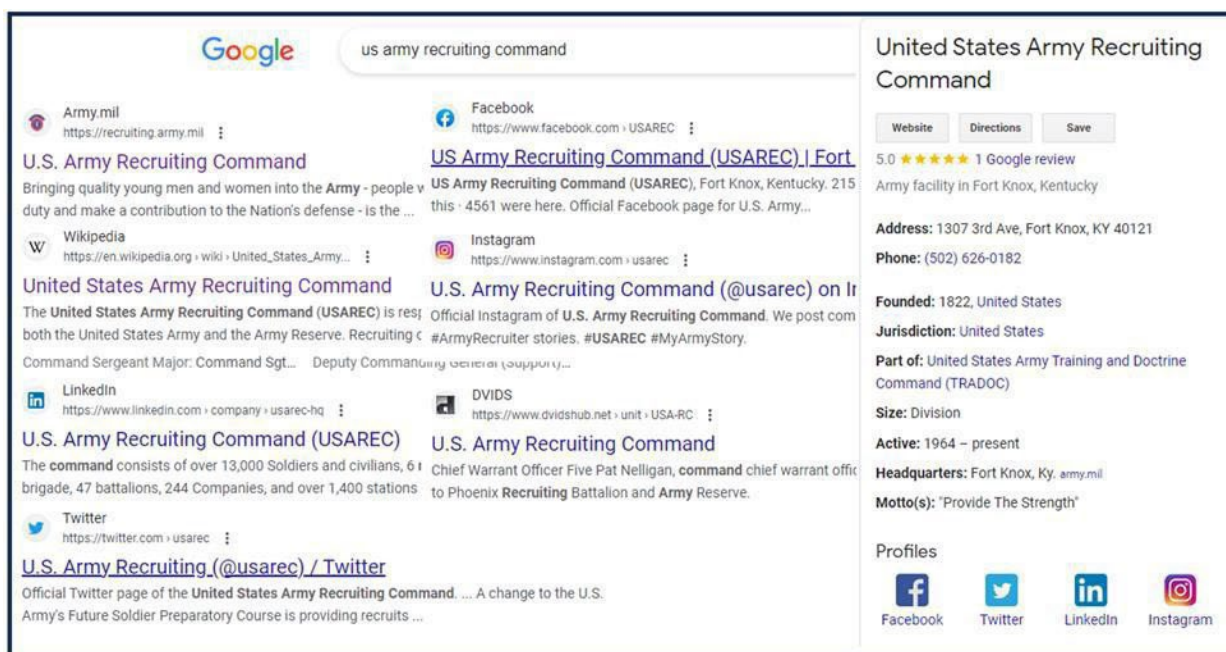 Google
us army recruiting command
Army.mil
https://recruiting.army.mil
U.S. Army Recruiting Command
Bringing quality young men and women into the Army - people
duty and make a contribution to the Nation's defense - is the ...
Wikipedia
https://en.wikipedia.org › wiki › United_States_Army...
United States Army Recruiting Command
The United States Army Recruiting Command (USAREC) is
both the United States Army and the Army Reserve. Recruiting
Command Sergeant Major: Command Sgt... Deputy Commanding General (Support)...
LinkedIn
https://www.linkedin.com › company › usarec-hq
U.S. Army Recruiting Command (USAREC)
The command consists of over 13,000 Soldiers and civilians, 6
brigade, 47 battalions, 244 Companies, and over 1,400 stations
Twitter
https://twitter.com › usarec
U.S. Army Recruiting (@usarec) / Twitter
Official Twitter page of the United States Army Recruiting Command. ... A change to the U.S.
Army's Future Soldier Preparatory Course is providing recruits ...
Facebook
https://www.facebook.com › USAREC
US Army Recruiting Command (USAREC) | Fort
US Army Recruiting Command (USAREC), Fort Knox, Kentucky. 215
this · 4561 were here. Official Facebook page for U.S. Army...
Instagram
https://www.instagram.com › usarec
U.S. Army Recruiting Command (@usarec) on
Official Instagram of U.S. Army Recruiting Command. We post com
#ArmyRecruiter stories. #USAREC #MyArmyStory.
DVIDS
https://www.dvidshub.net › unit › USA-RC
U.S. Army Recruiting Command
Chief Warrant Officer Five Pat Nelligan, command chief warrant offic
to Phoenix Recruiting Battalion and Army Reserve.
United States Army Recruiting
Command
Website Directions Save
5.0 ★★★★★ 1 Google review
Army facility in Fort Knox, Kentucky
Address: 1307 3rd Ave, Fort Knox, KY 40121
Phone: (502) 626-0182
Founded: 1822, United States
Jurisdiction: United States
Part of: United States Army Training and Doctrine
Command (TRADOC)
Size: Division
Active: 1964 – present
Headquarters: Fort Knox, Ky. army.mil
Motto(s): "Provide The Strength"
Profiles
Facebook Twitter LinkedIn Instagram